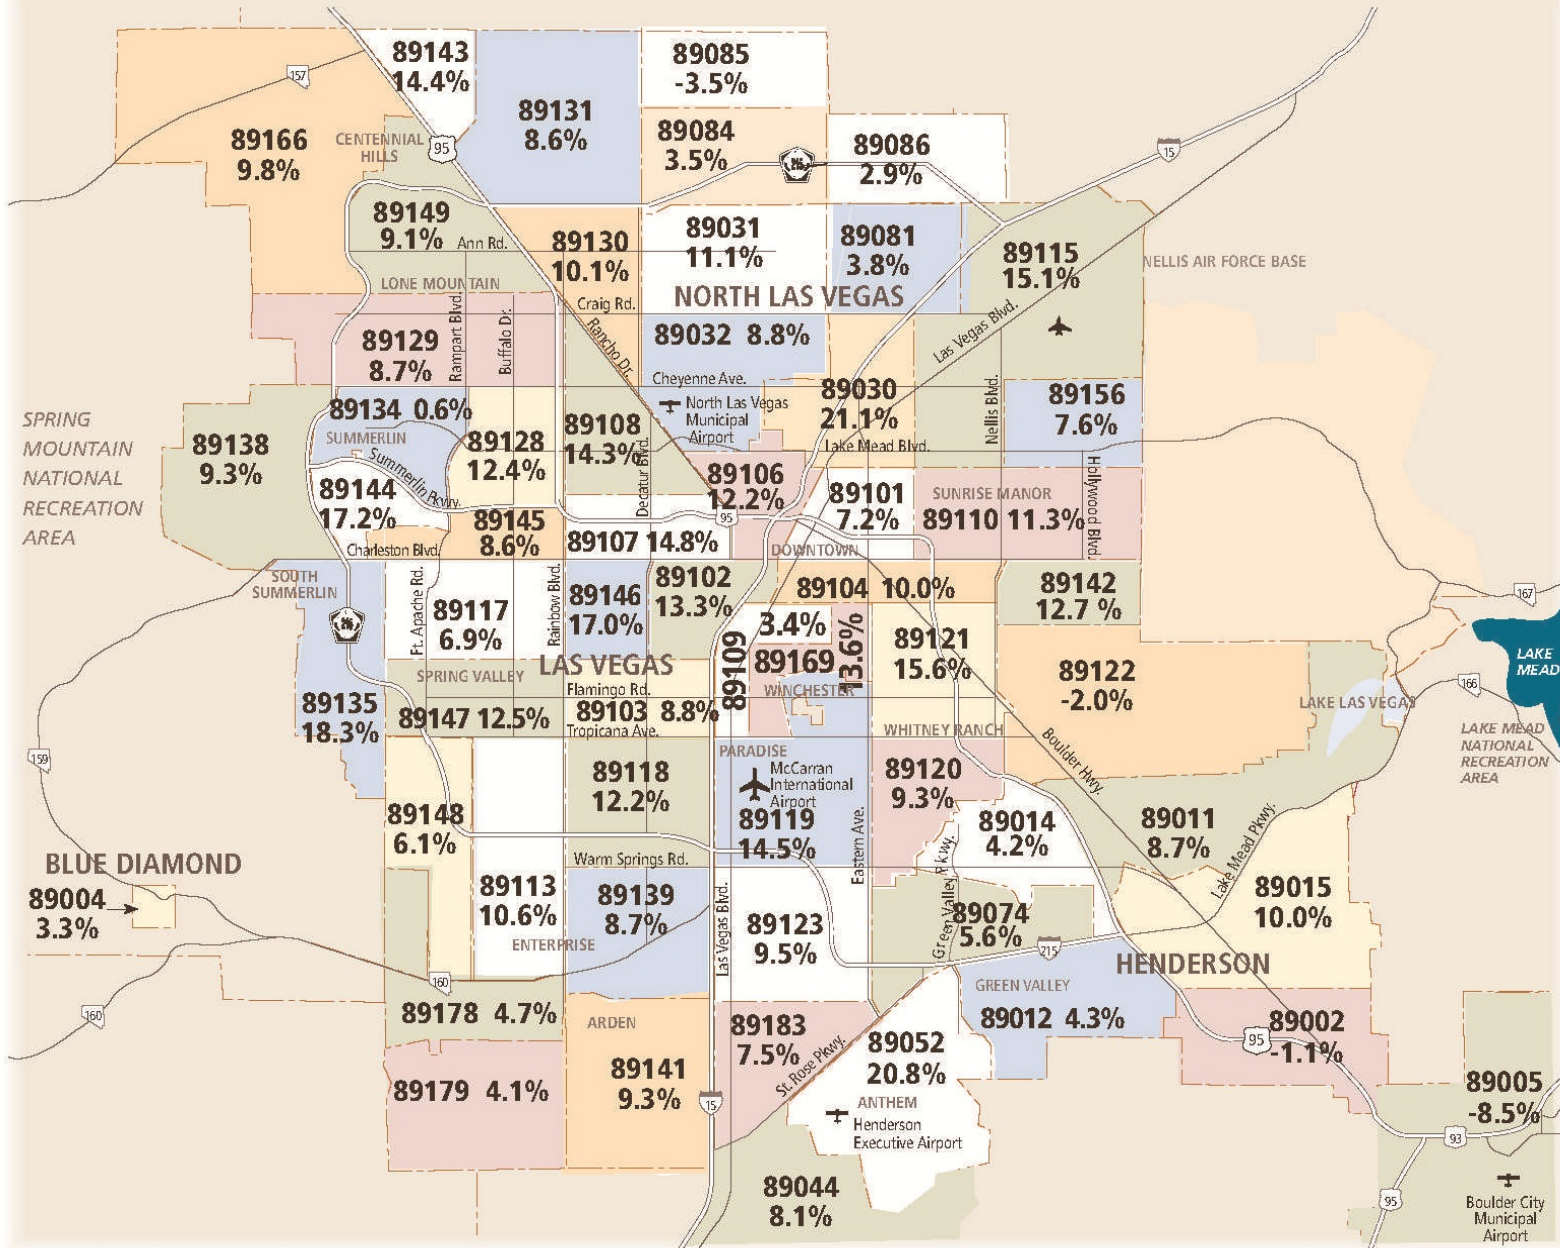 89143
14.4%
89085
-3.5%
157
89131
8.6%
89166
9.8%
CENTENNIAL
HILLS
95
89084
3.5%
89086
2.9%
15
89149
9.1%
Ann Rd.
89130
10.1%
89031
11.1%
89081
3.8%
89115
15.1%
NELLIS AIR FORCE BASE
LONE MOUNTAIN
Craig Rd.
NORTH LAS VEGAS
Rampart Blvd.
Buffalo Dr.
Rancho Dr.
89032 8.8%
Las Vegas Blvd.
89129
8.7%
Cheyenne Ave.
89030
21.1%
Nellis Blvd.
89156
7.6%
SPRING
MOUNTAIN
NATIONAL
RECREATION
AREA
89138
9.3%
89134 0.6%
SUMMERLIN
Summerlin Pkwy.
89128
12.4%
89108
14.3%
Decatur Blvd.
North Las Vegas
Municipal
Airport
Lake Mead Blvd.
Hollywood Blvd.
89144
17.2%
89106
12.2%
95
89101
7.2%
SUNRISE MANOR
89110 11.3%
89145
8.6%
Charleston Blvd.
89107 14.8%
DOWNTOWN
SOUTH
SUMMERLIN
Ft. Apache Rd.
89117
6.9%
Rainbow Blvd.
89146
17.0%
89102
13.3%
89104 10.0%
89142
12.7 %
167
3.4%
89109
89169
13.6%
89121
15.6%
89122
-2.0%
LAKE
MEAD
166
LAS VEGAS
SPRING VALLEY
Flamingo Rd.
WINCHESTER
LAKE LAS VEGAS
89135
18.3%
89147 12.5%
89103 8.8%
Tropicana Ave.
WHITNEY RANCH
LAKE MEAD
NATIONAL
RECREATION
AREA
159
PARADISE
McCarran
International
Airport
Boulder Hwy.
89118
12.2%
89120
9.3%
89148
6.1%
89119
14.5%
Eastern Ave.
89014
4.2%
89011
8.7%
Lake Mead Pkwy.
BLUE DIAMOND
89004
3.3%
Warm Springs Rd.
Green Valley Pkwy.
89113
10.6%
89139
8.7%
Las Vegas Blvd.
89123
9.5%
89074
5.6%
89015
10.0%
ENTERPRISE
215
HENDERSON
160
160
GREEN VALLEY
89178 4.7%
ARDEN
89183
7.5%
St. Rose Pkwy.
89012 4.3%
89002
-1.1%
95
89052
20.8%
89179 4.1%
89141
9.3%
15
ANTHEM
Henderson
Executive Airport
89005
-8.5%
93
89044
8.1%
95
Boulder City
Municipal
Airport